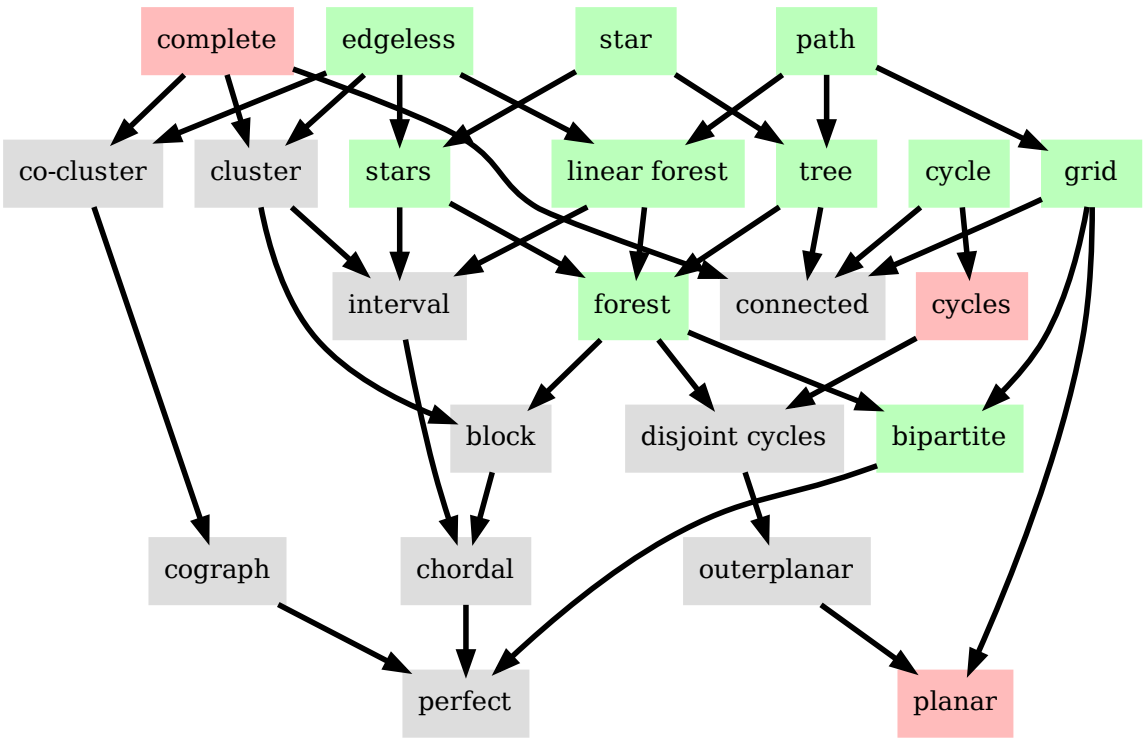 complete
edgeless
star
path
co-cluster
cluster
stars
linear forest
tree
cycle
grid
interval
forest
connected
cycles
block
disjoint cycles
bipartite
cograph
chordal
outerplanar
perfect
planar